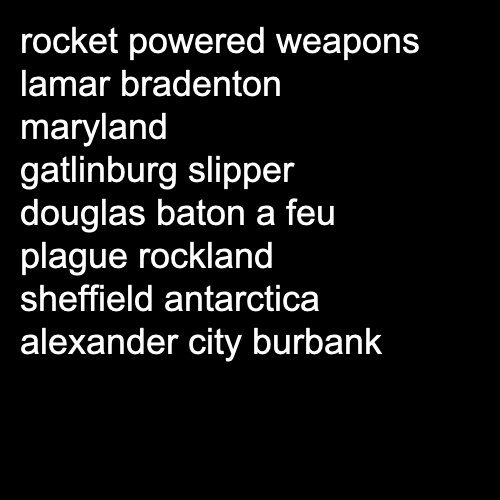 rocket powered weapons
lamar bradenton
maryland
gatlinburg slipper
douglas baton a feu
plague rockland
sheffield antarctica
alexander city burbank